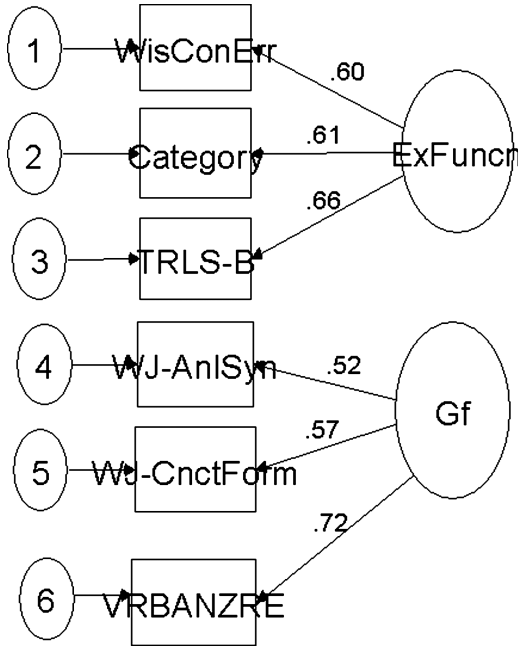 1
WisConErr
.60
2
Category
.61
ExFuncn
3
TRLS-B
.66
4
WJ-AnlSyn
.52
Gf
5
WJ-CnctForm
.57
6
VRBANZRE
.72